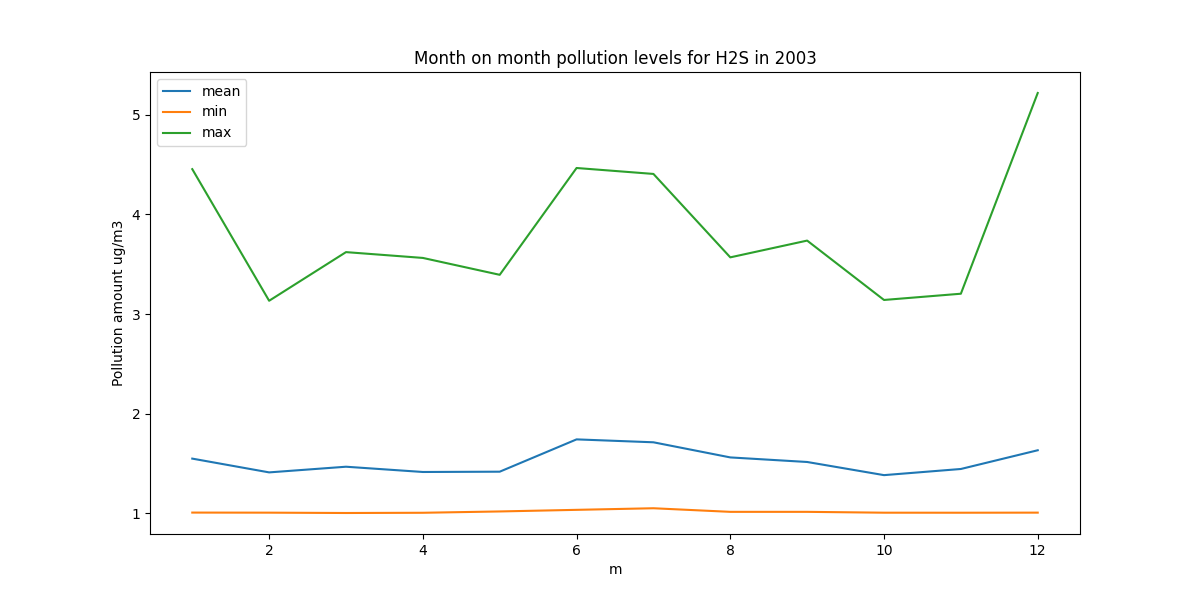 Month on month pollution levels for H2S in 2003
mean
min
max
5
4
3
2
1
Pollution amount ug/m3
2 4 6 8 10 12
m